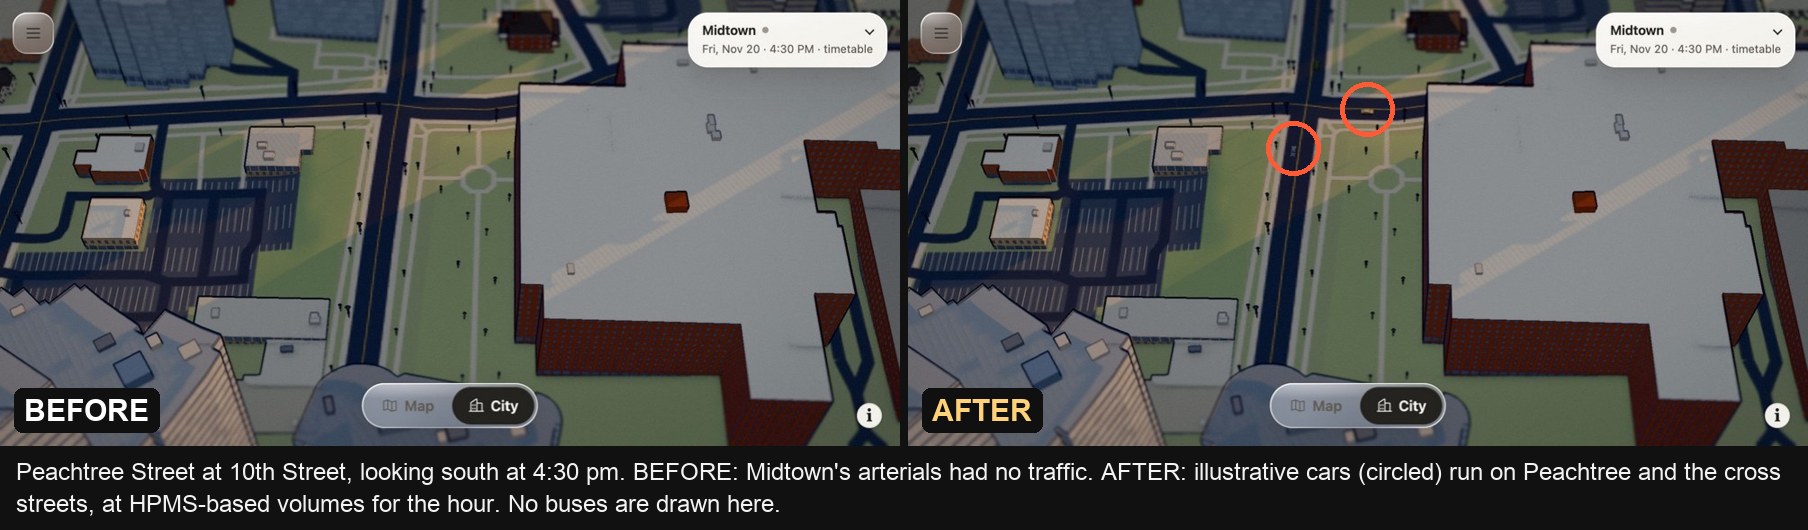 Midtown
Fri, Nov 20 · 4:30 PM · timetable
Map
City
i
BEFORE
Midtown
Fri, Nov 20 · 4:30 PM · timetable
Map
City
i
AFTER
Peachtree Street at 10th Street, looking south at 4:30 pm. BEFORE: Midtown's arterials had no traffic. AFTER: illustrative cars (circled) run on Peachtree and the cross
streets, at HPMS-based volumes for the hour. No buses are drawn here.